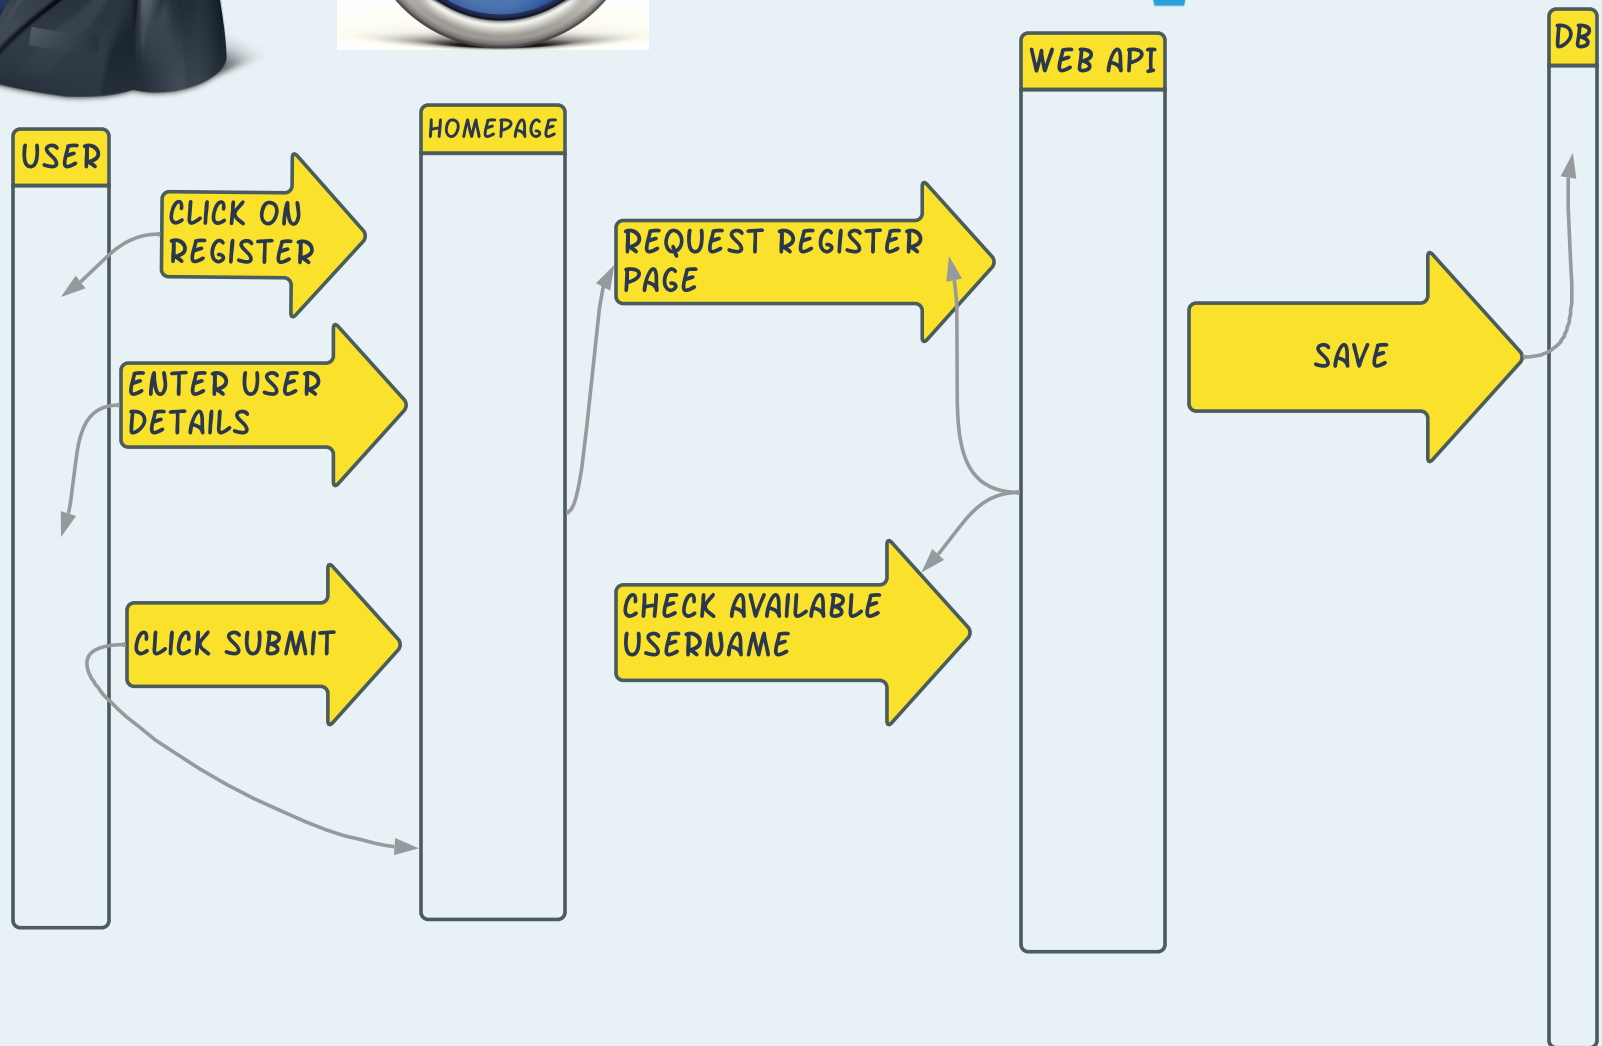 USER
HOMEPAGE
WEB API
DB
CLICK ON
REGISTER
ENTER USER
DETAILS
CLICK SUBMIT
REQUEST REGISTER
PAGE
CHECK AVAILABLE
USERNAME
SAVE